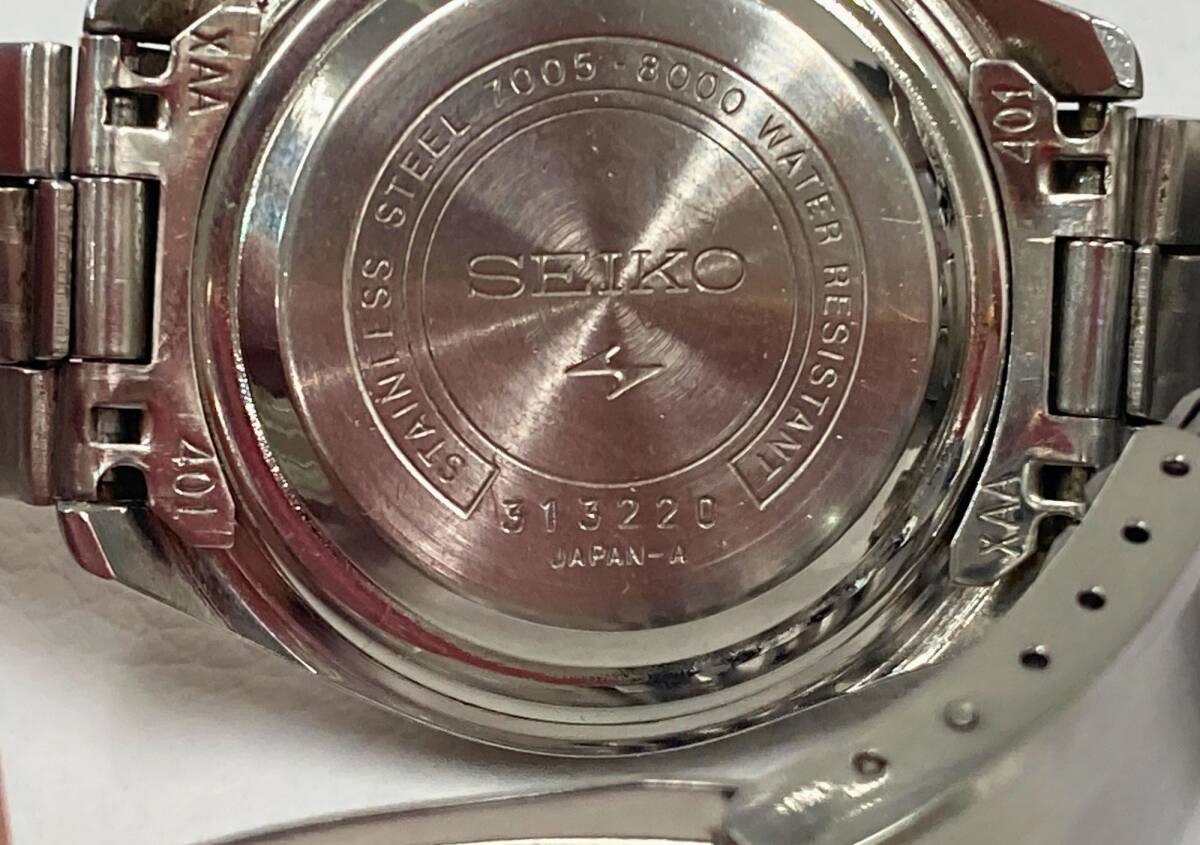 STAINLESS STEEL 7005-8000 WATER RESISTANT
SEIKO
313220
JAPAN-A
XAA
401
401
XAA